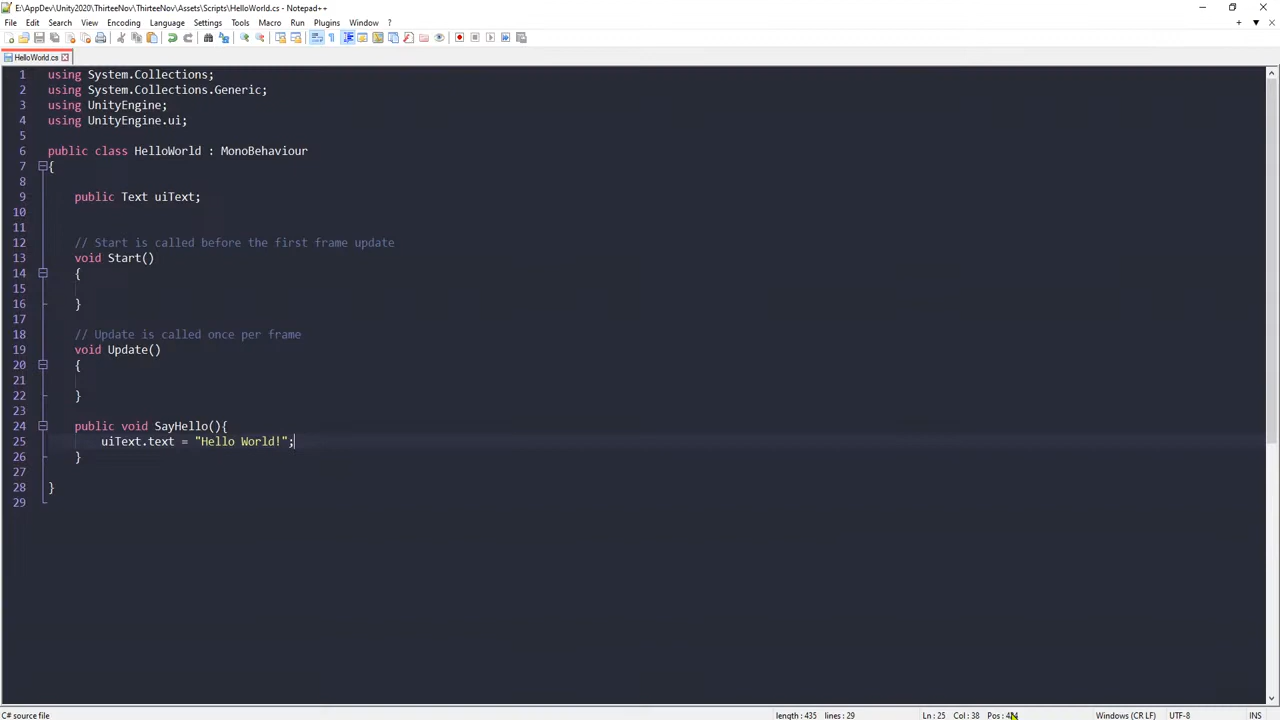 E:\AppDev\Unity2020\ThirteeNov\ThirteeNov\Assets\Scripts\HelloWorld.cs - Notepad++
File Edit Search View Encoding Language Settings Tools Macro Run Plugins Window ?
+ ▼ X
HelloWorld.cs
1 using System.Collections;
2 using System.Collections.Generic;
3 using UnityEngine;
4 using UnityEngine.ui;
5
6 public class HelloWorld : MonoBehaviour
7 {
8
9 public Text uiText;
10
11
12 // Start is called before the first frame update
13 void Start()
14 {
15
16 }
17
18 // Update is called once per frame
19 void Update()
20 {
21
22 }
23
24 public void SayHello(){
25 uiText.text = "Hello World!";
26 }
27
28 }
29
C# source file length : 435 lines : 29 Ln : 25 Col : 38 Pos : Windows (CR LF) UTF-8 INS